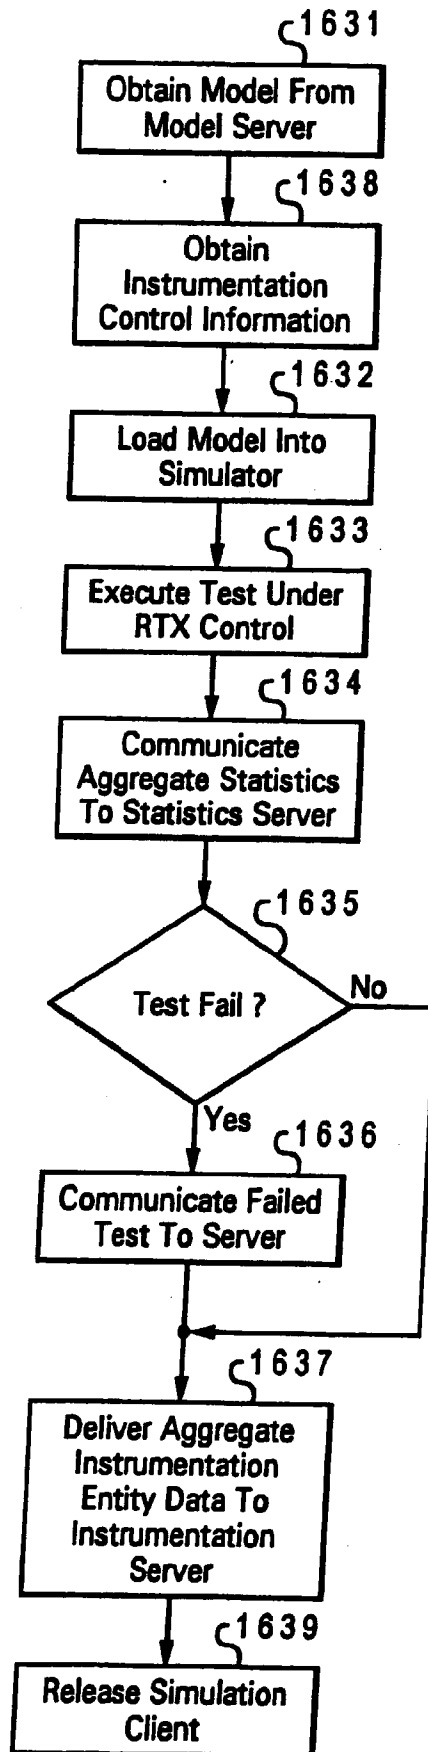 1631
Obtain Model From
Model Server
1638
Obtain
Instrumentation
Control Information
1632
Load Model Into
Simulator
1633
Execute Test Under
RTX Control
1634
Communicate
Aggregate Statistics
To Statistics Server
1635
Test Fail ?
No
Yes
1636
Communicate Failed
Test To Server
1637
Deliver Aggregate
Instrumentation
Entity Data To
Instrumentation
Server
1639
Release Simulation
Client